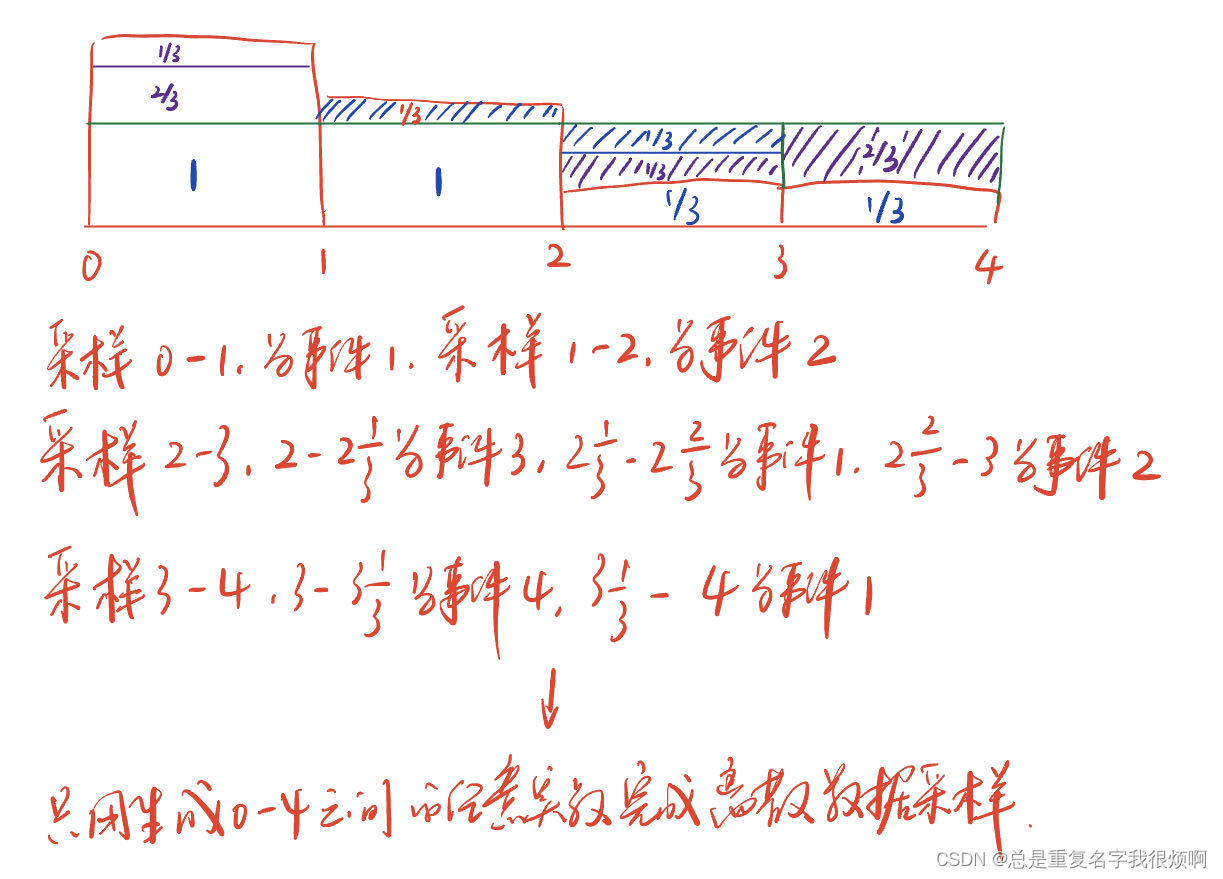 1/3
2/3
1/3
1/3
2/3
1/3
1 1
1/3 1/3
0 1 2 3 4
采样 0-1, 为事件1. 采样 1-2, 为事件2
采样 2-3, 2-2 1/3 为事件3, 2 1/3 - 2 2/3 为事件1. 2 2/3 - 3 为事件2
采样3-4, 3-3 1/3 为事件4, 3 1/3 - 4 为事件1
↓
只用生成0-4之间的任意实数完成离散数据采样.
CSDN @总是重复名字我很烦啊